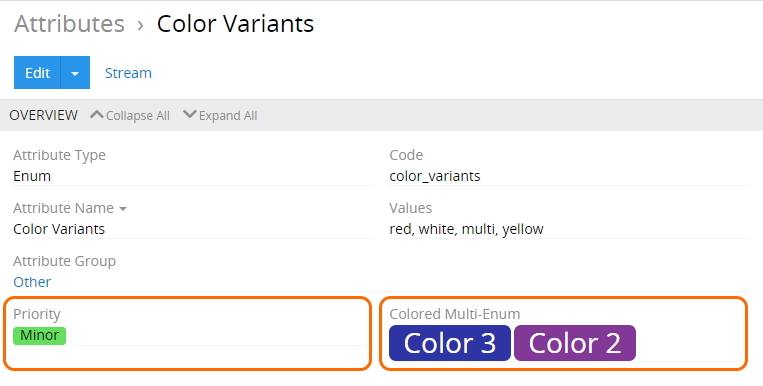 Attributes › Color Variants
Edit Stream
OVERVIEW Collapse All Expand All
Attribute Type Code
Enum color_variants
Attribute Name Values
Color Variants red, white, multi, yellow
Attribute Group
Other
Priority Colored Multi-Enum
Minor Color 3 Color 2